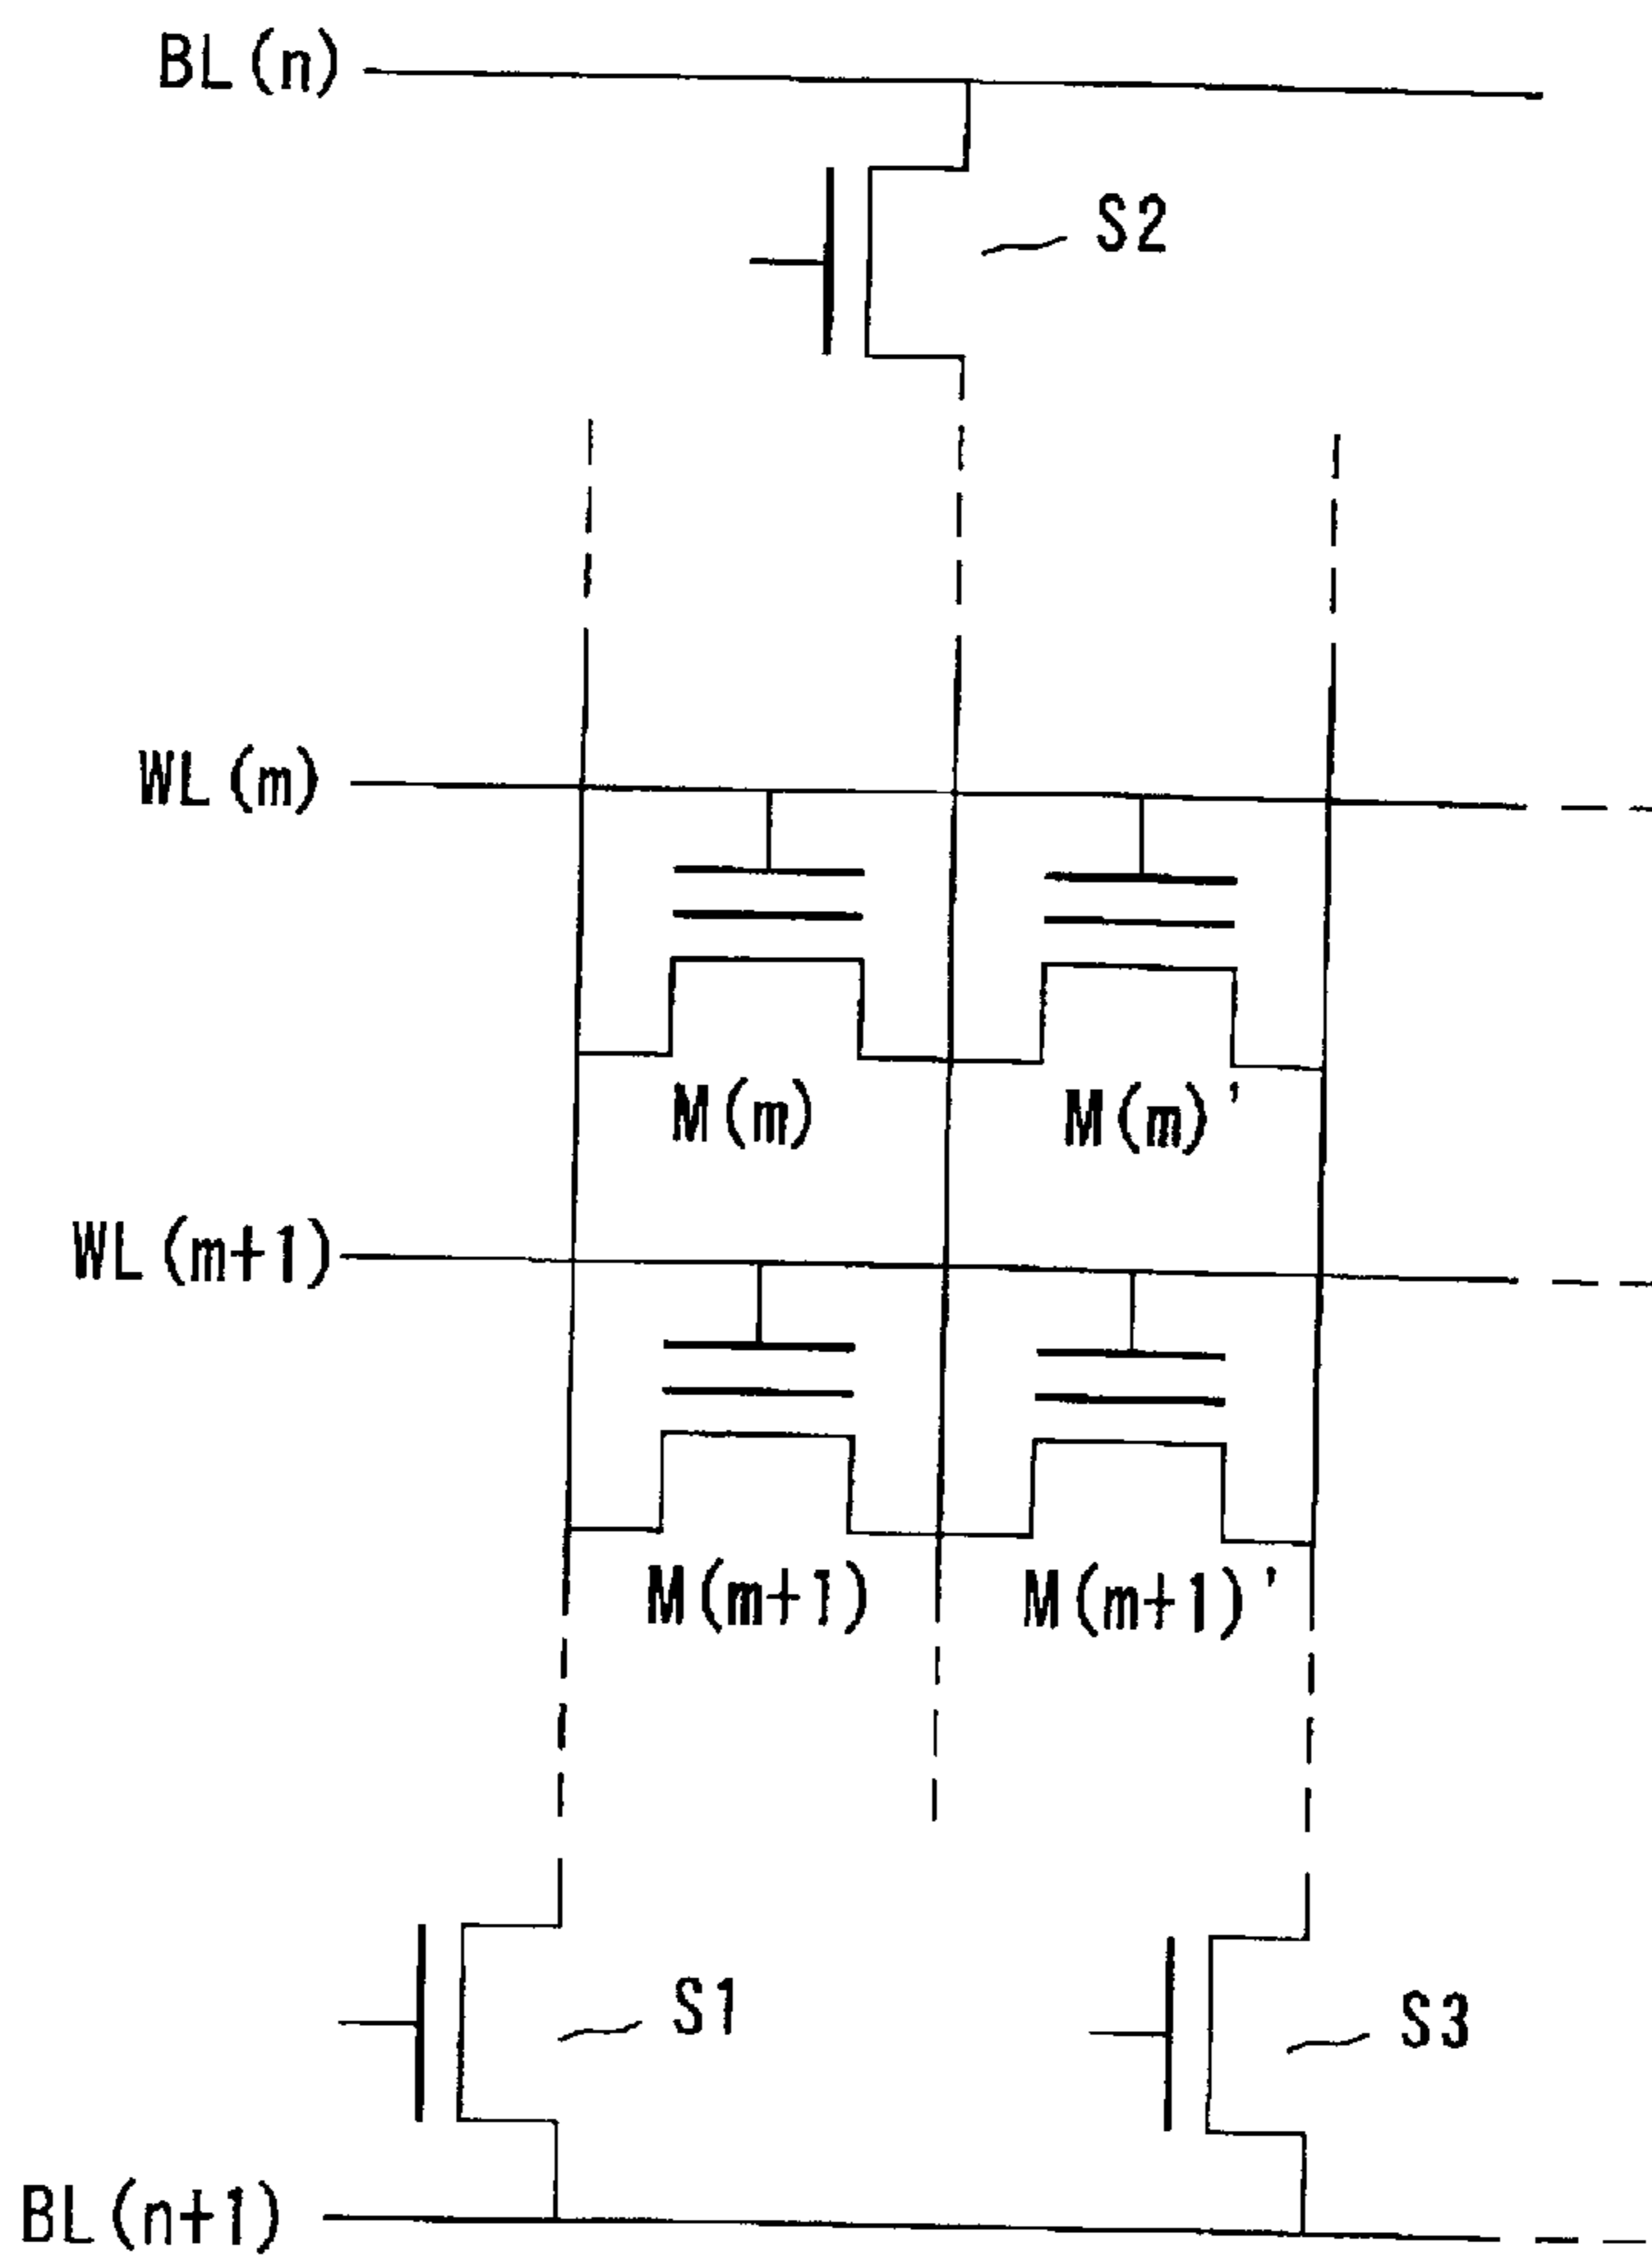 BL(n)
S2
WL(m)
M(m)
M(m)'
WL(m+1)
M(m+1)
M(m+1)'
S1
S3
BL(n+1)